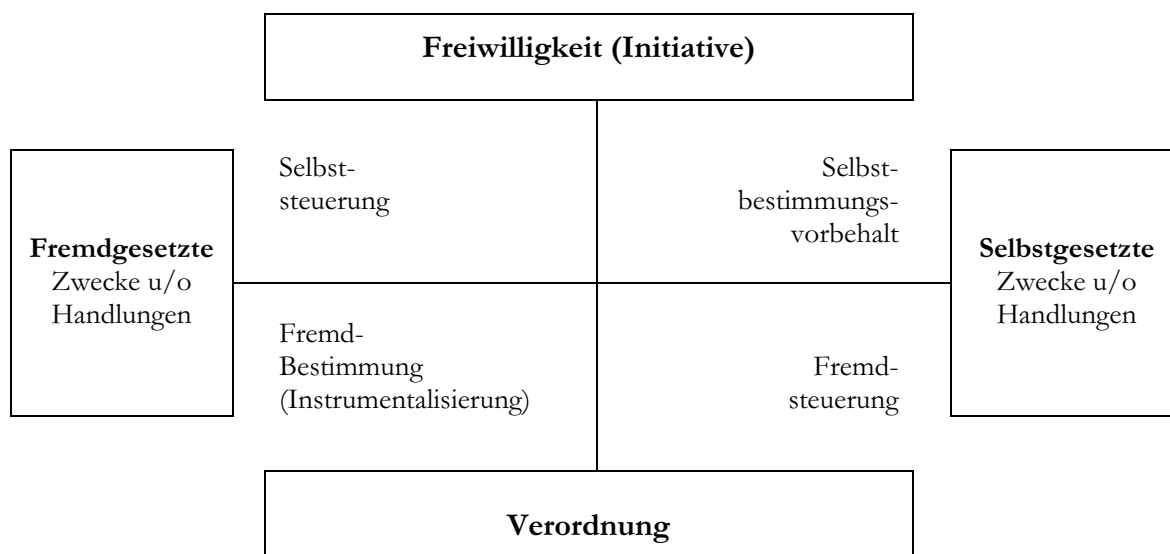 Freiwilligkeit (Initiative)
Selbst-
steuerung
Selbst-
bestimmungs-
vorbehalt
Fremdgesetzte
Zwecke u/o
Handlungen
Selbstgesetzte
Zwecke u/o
Handlungen
Fremd-
Bestimmung
(Instrumentalisierung)
Fremd-
steuerung
Verordnung